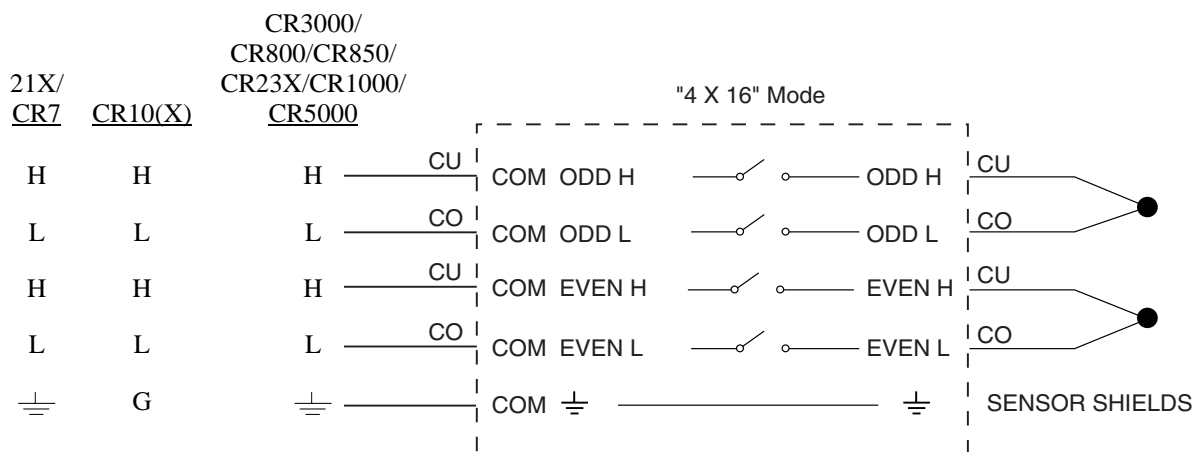 CR3000/
CR800/CR850/
21X/ CR23X/CR1000/
CR7 CR10(X) CR5000
"4 X 16" Mode
H H H CU COM ODD H ODD H CU
L L L CO COM ODD L ODD L CO
H H H CU COM EVEN H EVEN H CU
L L L CO COM EVEN L EVEN L CO
G COM SENSOR SHIELDS